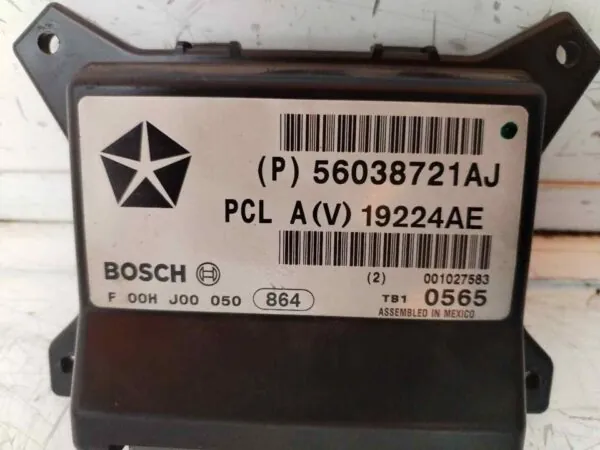 (P) 56038721AJ
PCL A(V) 19224AE
BOSCH
(2) 001027583
F 00H J00 050 864
TB1 0565
ASSEMBLED IN MEXICO